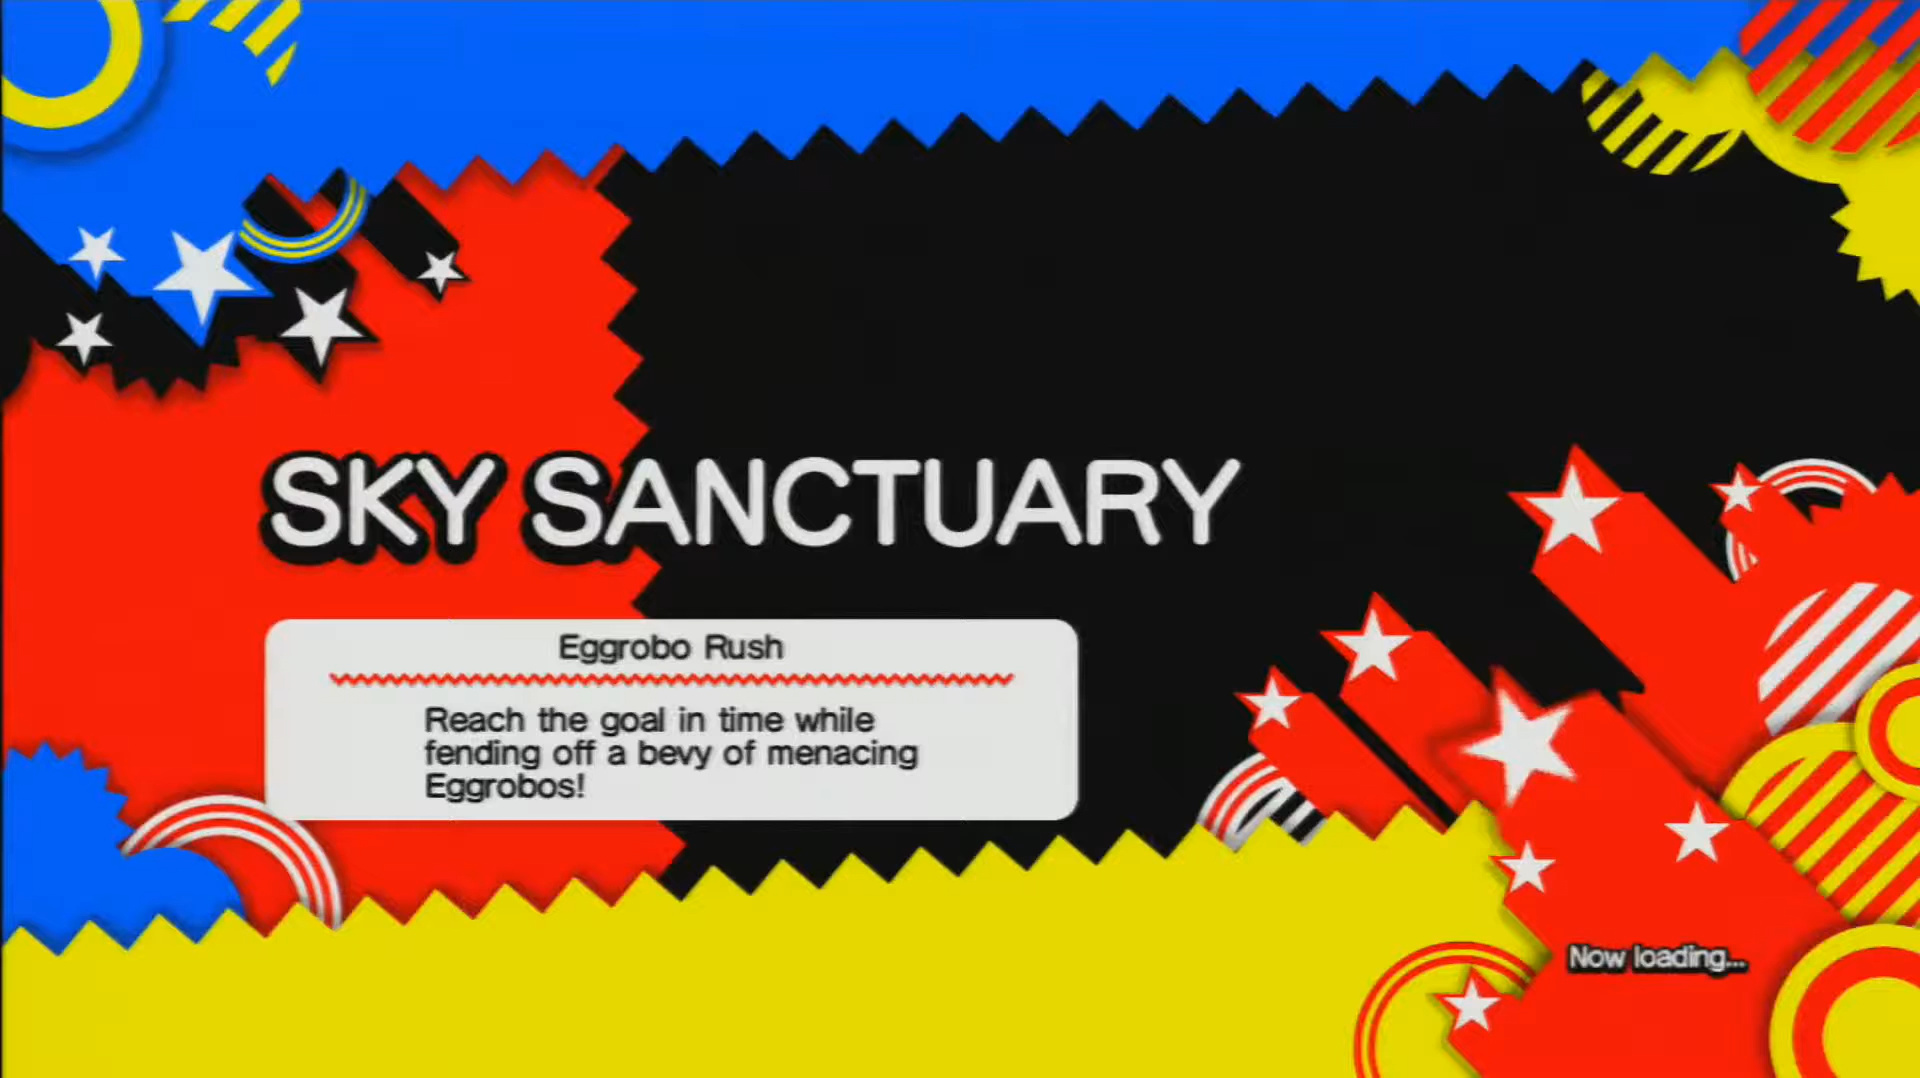 SKY SANCTUARY
Eggrobo Rush
Reach the goal in time while
fending off a bevy of menacing
Eggrobos!
Now loading...